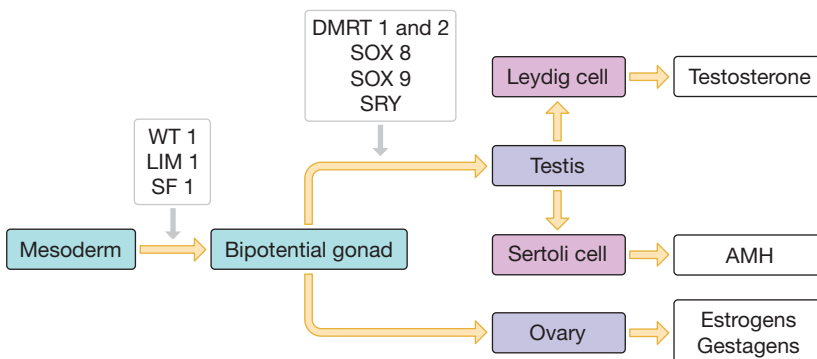 DMRT 1 and 2
SOX 8
SOX 9
SRY
Leydig cell
Testosterone
WT 1
LIM 1
SF 1
Testis
Mesoderm
Bipotential gonad
Sertoli cell
AMH
Ovary
Estrogens
Gestagens